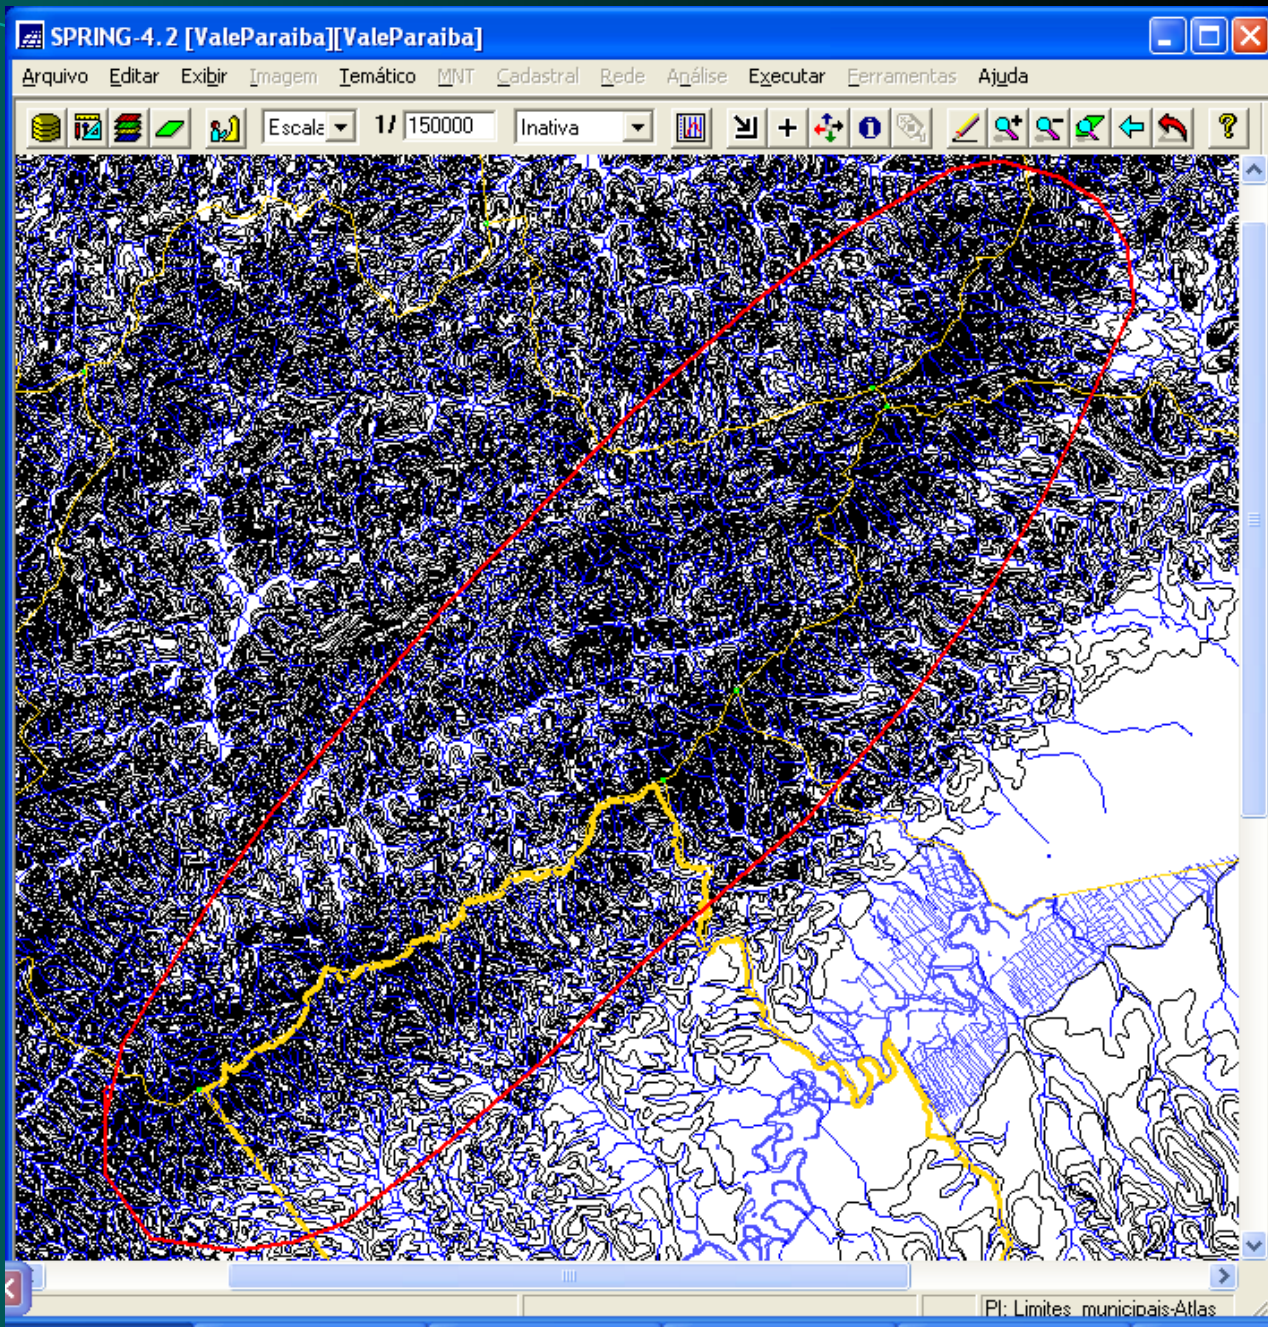 SPRING-4.2 [ValeParaiba][ValeParaiba]
Arquivo Editar Exibir Imagem Temático MNT Cadastral Rede Análise Executar Ferramentas Ajuda
Escala 1/ 150000 Inativa
PI: Limites_municipais-Atlas